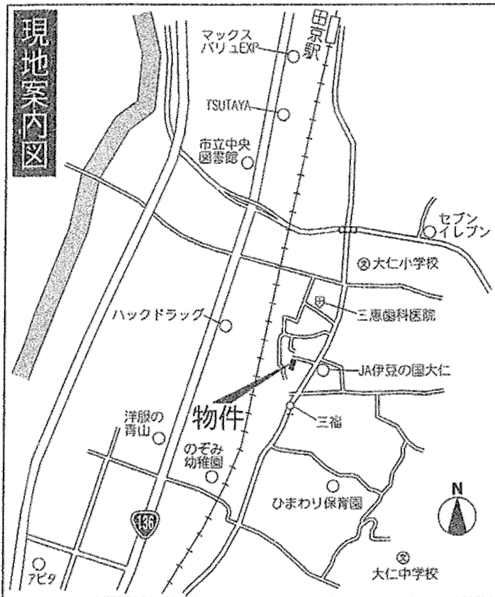 現地案内図
田京駅
マックス
バリュEXP
TSUTAYA
市立中央
図書館
セブン
イレブン
大仁小学校
三恵歯科医院
ハックドラッグ
JA伊豆の国大仁
物件
三福
洋服の
青山
のぞみ
幼稚園
ひまわり保育園
N
136
アピタ
大仁中学校